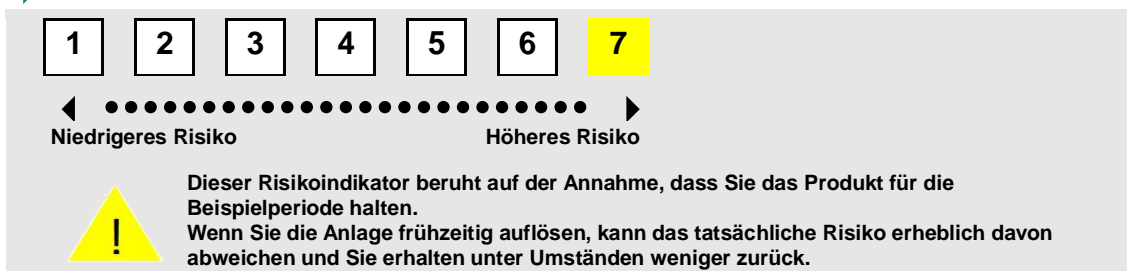 1 2 3 4 5 6 7
Niedrigeres Risiko Höheres Risiko
Dieser Risikoindikator beruht auf der Annahme, dass Sie das Produkt für die
Beispielperiode halten.
!
Wenn Sie die Anlage frühzeitig auflösen, kann das tatsächliche Risiko erheblich davon
abweichen und Sie erhalten unter Umständen weniger zurück.